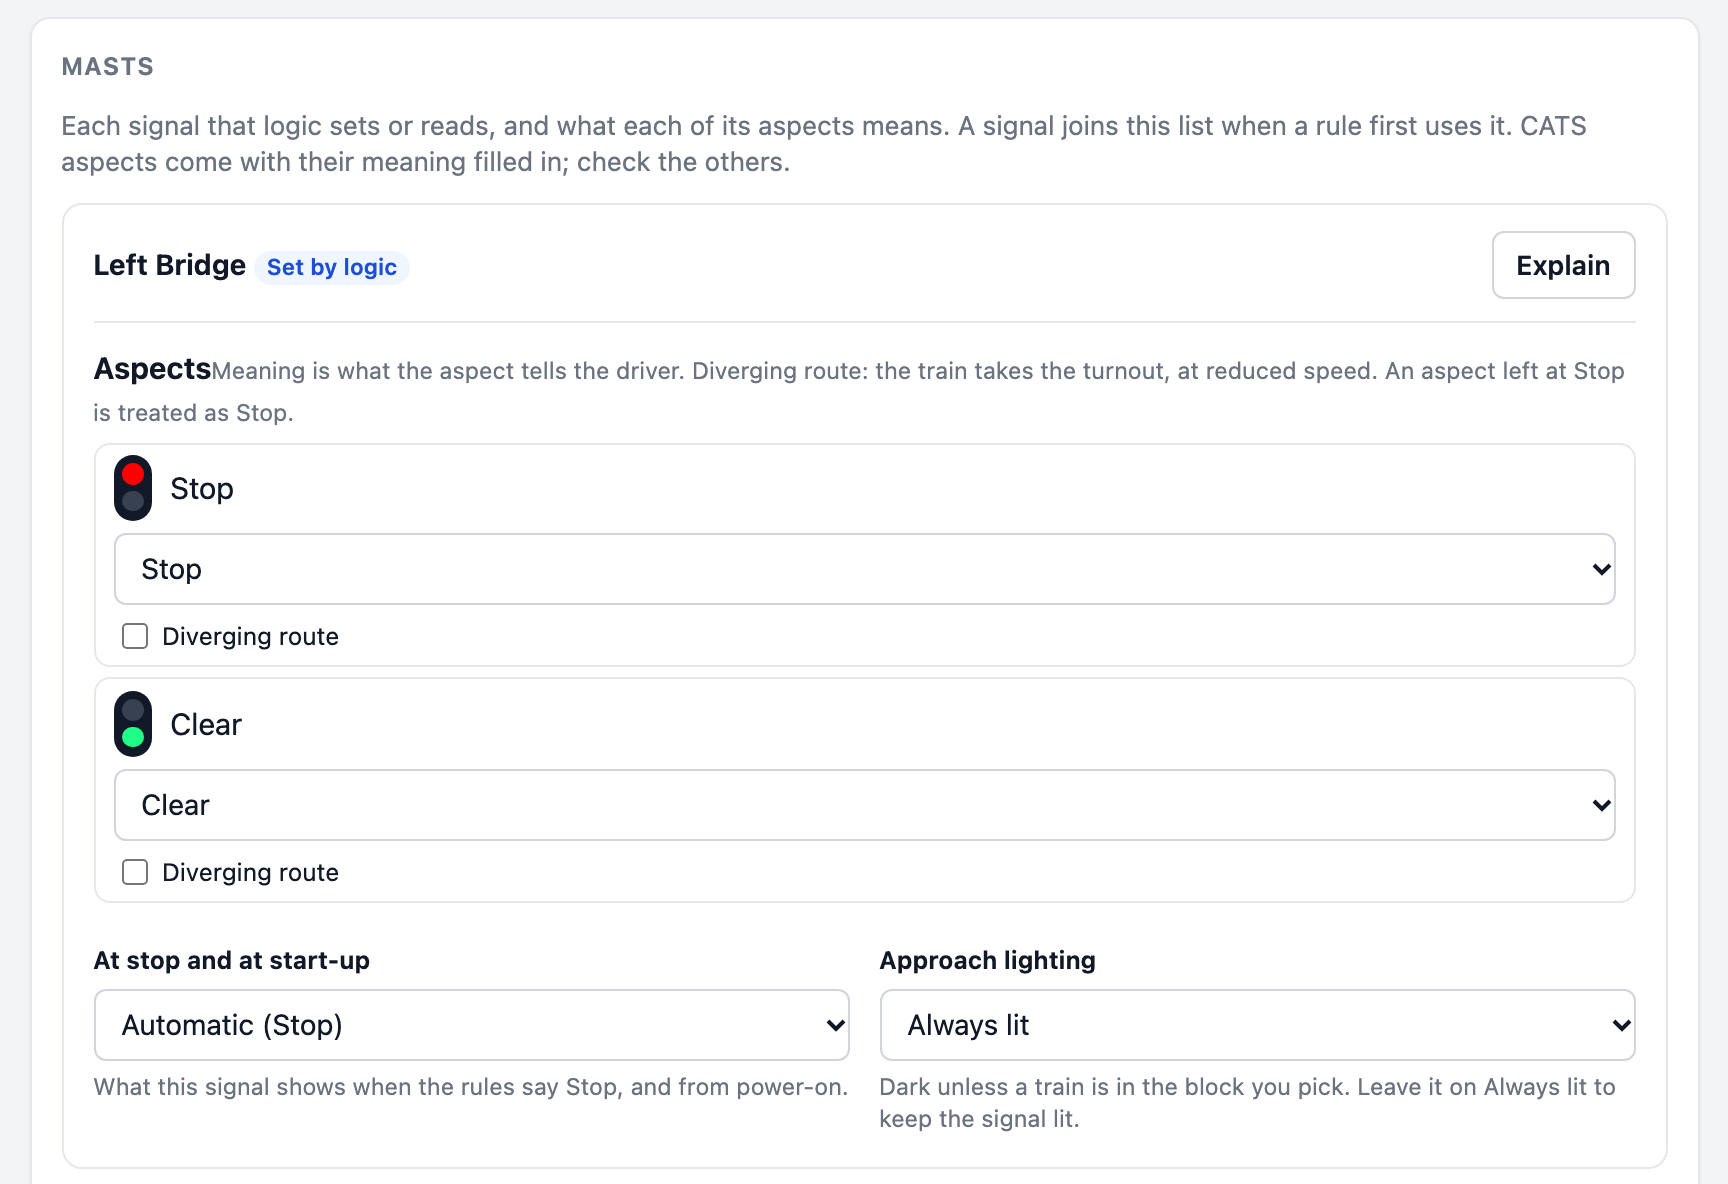 MASTS
Each signal that logic sets or reads, and what each of its aspects means. A signal joins this list when a rule first uses it. CATS
aspects come with their meaning filled in; check the others.
Left Bridge Set by logic
Explain
AspectsMeaning is what the aspect tells the driver. Diverging route: the train takes the turnout, at reduced speed. An aspect left at Stop
is treated as Stop.
Stop
Stop
Diverging route
Clear
Clear
Diverging route
At stop and at start-up
Automatic (Stop)
What this signal shows when the rules say Stop, and from power-on.
Approach lighting
Always lit
Dark unless a train is in the block you pick. Leave it on Always lit to
keep the signal lit.